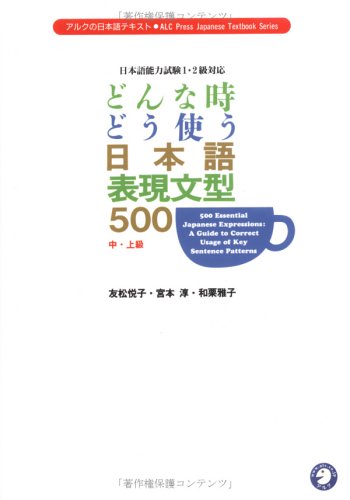 「著作権保護コンテンツ」
アルクの日本語テキスト●ALC Press Japanese Textbook Series
日本語能力試験1・2級対応
どんな時
どう使う
日本語
表現文型
500
中・上級
500 Essential
Japanese Expressions:
A Guide to Correct
Usage of Key
Sentence Patterns
友松悦子・宮本 淳・和栗雅子
アルク
「著作権保護コンテンツ」